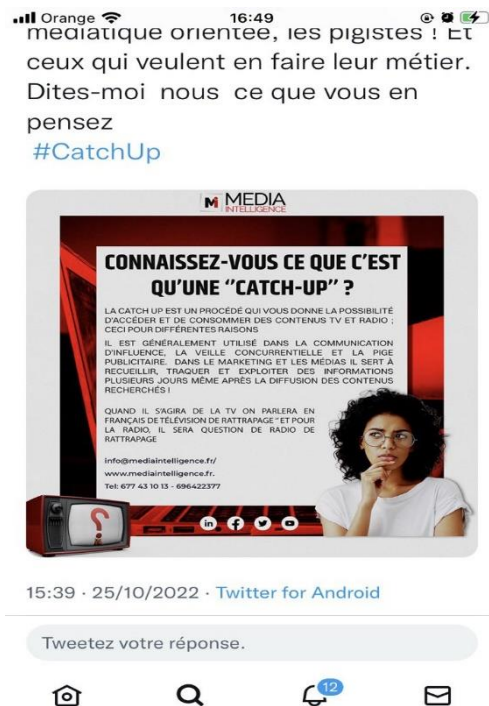 Orange
16:49
médiatique orientée, les pigistes ! Et
ceux qui veulent en faire leur métier.
Dites-moi  nous  ce que vous en
pensez
#CatchUp
Mi MEDIA
INTELLIGENCE
CONNAISSEZ-VOUS CE QUE C’EST
QU’UNE ‘‘CATCH-UP’’ ?
LA CATCH UP EST UN PROCÉDÉ QUI VOUS DONNE LA POSSIBILITÉ
D’ACCÉDER ET DE CONSOMMER DES CONTENUS TV ET RADIO ;
CECI POUR DIFFÉRENTES RAISONS
IL EST GÉNÉRALEMENT UTILISÉ DANS LA COMMUNICATION
D’INFLUENCE, LA VEILLE CONCURRENTIELLE ET LA PIGE
PUBLICITAIRE. DANS LE MARKETING ET LES MÉDIAS IL SERT À
RECUEILLIR, TRAQUER ET EXPLOITER DES INFORMATIONS
PLUSIEURS JOURS MÊME APRÈS LA DIFFUSION DES CONTENUS
RECHERCHÉS !
QUAND IL S’AGIRA DE LA TV ON PARLERA EN
FRANÇAIS DE TÉLÉVISION DE RATTRAPAGE‘‘ ET POUR
LA RADIO, IL SERA QUESTION DE RADIO DE
RATTRAPAGE
info@mediaintelligence.fr/
www.mediaintelligence.fr.
Tel: 677 43 10 13 - 696422377
?
in f
15:39 · 25/10/2022 · Twitter for Android
Tweetez votre réponse.
12